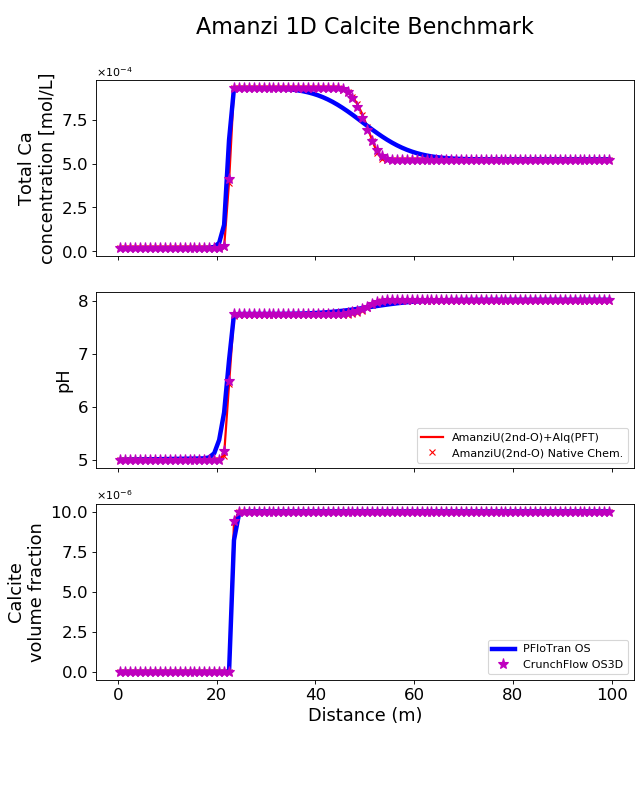 Amanzi 1D Calcite Benchmark
×10⁻⁴
7.5
5.0
2.5
0.0
Total Ca
concentration [mol/L]
8
7
6
5
pH
AmanziU(2nd-O)+Alq(PFT)
AmanziU(2nd-O) Native Chem.
×10⁻⁶
10.0
7.5
5.0
2.5
0.0
Calcite
volume fraction
PFloTran OS
CrunchFlow OS3D
0 20 40 60 80 100
Distance (m)